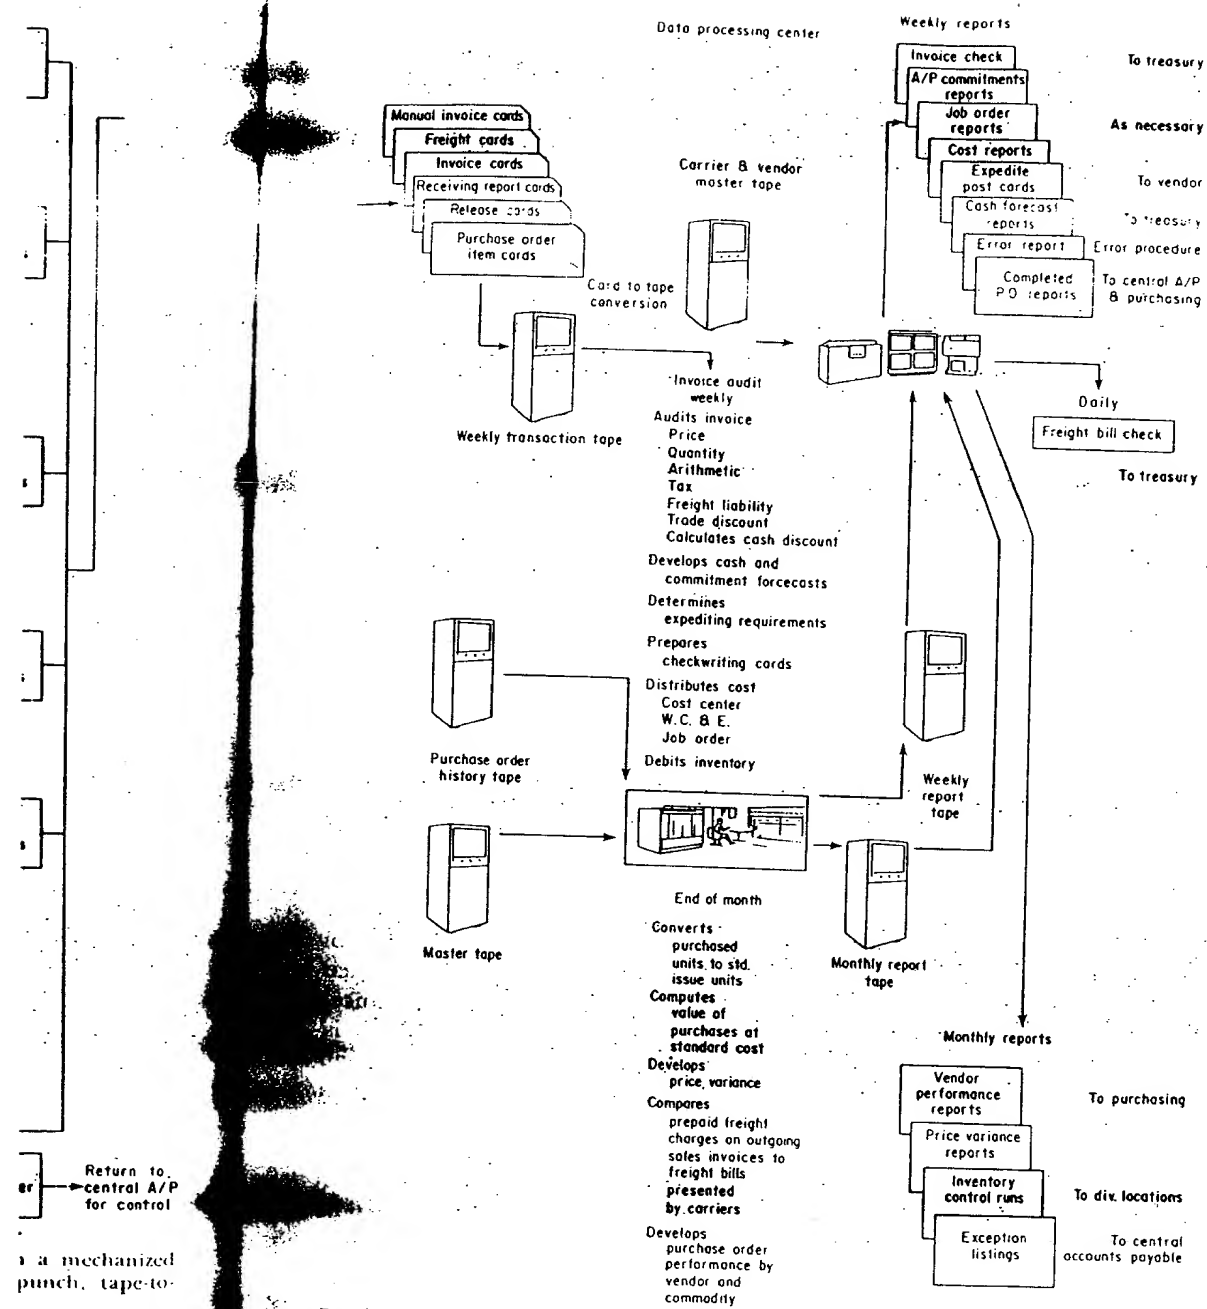 Data processing center
Weekly reports
Invoice check
To treasury
A/P commitments
reports
Job order
reports
As necessary
Cost reports
Expedite
post cards
To vendor
Cash forecast
reports
To treasury
Error report
Error procedure
Completed
P.O. reports
To central A/P
& purchasing
Manual invoice cards
Freight cards
Invoice cards
Receiving report cards
Release cards
Purchase order
item cards
Carrier & vendor
master tape
Card to tape
conversion
Weekly transaction tape
Invoice audit
weekly
Audits invoice
Price
Quantity
Arithmetic
Tax
Freight liability
Trade discount
Calculates cash discount
Develops cash and
commitment forcecasts
Determines
expediting requirements
Prepares
checkwriting cards
Distributes cost
Cost center
W.C. & E.
Job order
Debits inventory
Daily
Freight bill check
To treasury
Purchase order
history tape
Master tape
Weekly
report
tape
Monthly report
tape
End of month
Converts
purchased
units to std.
issue units
Computes
value of
purchases at
standard cost
Develops
price variance
Compares
prepaid freight
charges on outgoing
sales invoices to
freight bills
presented
by carriers
Develops
purchase order
performance by
vendor and
commodity
Monthly reports
Vendor
performance
reports
To purchasing
Price variance
reports
Inventory
control runs
To div. locations
Exception
listings
To central
accounts payable
s
s
er
Return to
central A/P
for control
a mechanized
punch, tape-to-